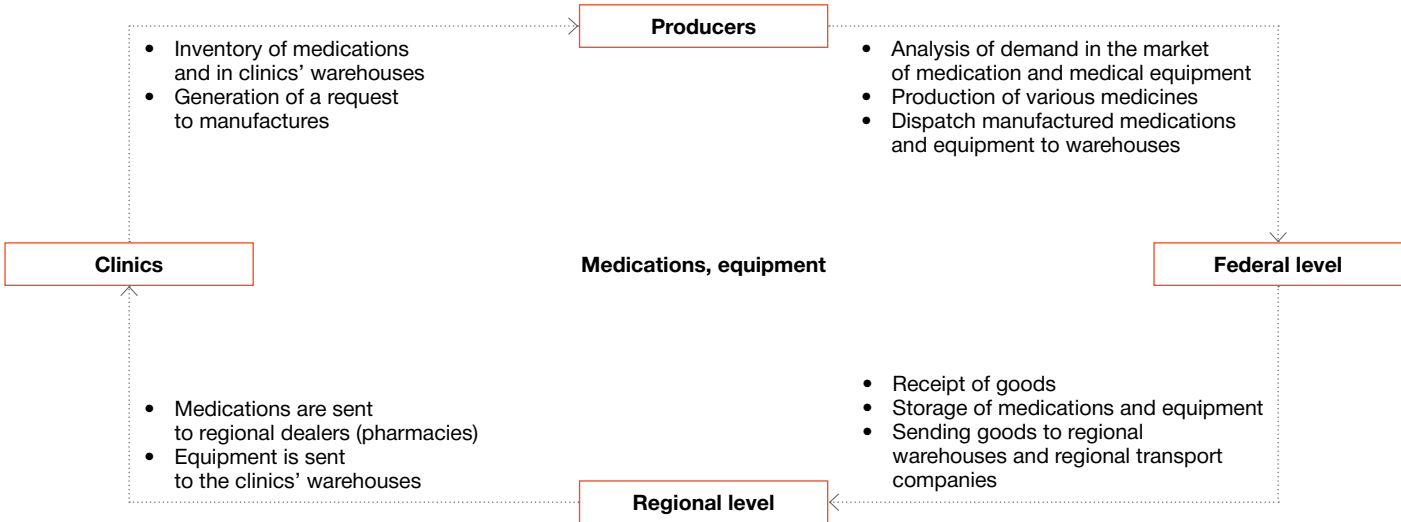 Producers
• Inventory of medications
and in clinics’ warehouses
• Generation of a request
to manufactures
• Analysis of demand in the market
of medication and medical equipment
• Production of various medicines
• Dispatch manufactured medications
and equipment to warehouses
Clinics
Medications, equipment
Federal level
• Medications are sent
to regional dealers (pharmacies)
• Equipment is sent
to the clinics’ warehouses
• Receipt of goods
• Storage of medications and equipment
• Sending goods to regional
warehouses and regional transport
companies
Regional level